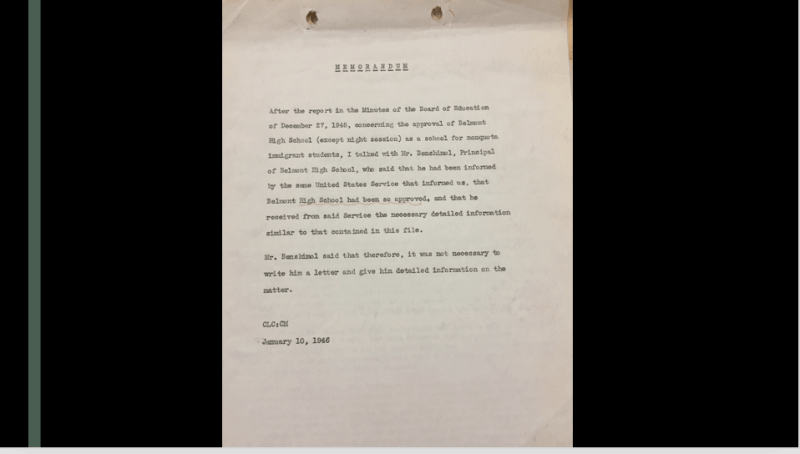 MEMORANDUM
After the report in the Minutes of the Board of Education
of December 27, 1945, concerning the approval of Belmont
High School (except night session) as a school for nonquota
immigrant students, I talked with Mr. Benshimol, Principal
of Belmont High School, who said that he had been informed
by the same United States Service that informed us, that
Belmont High School had been so approved, and that he
received from said Service the necessary detailed information
similar to that contained in this file.
Mr. Benshimol said that therefore, it was not necessary to
write him a letter and give him detailed information on the
matter.
CLC:CH
January 10, 1946